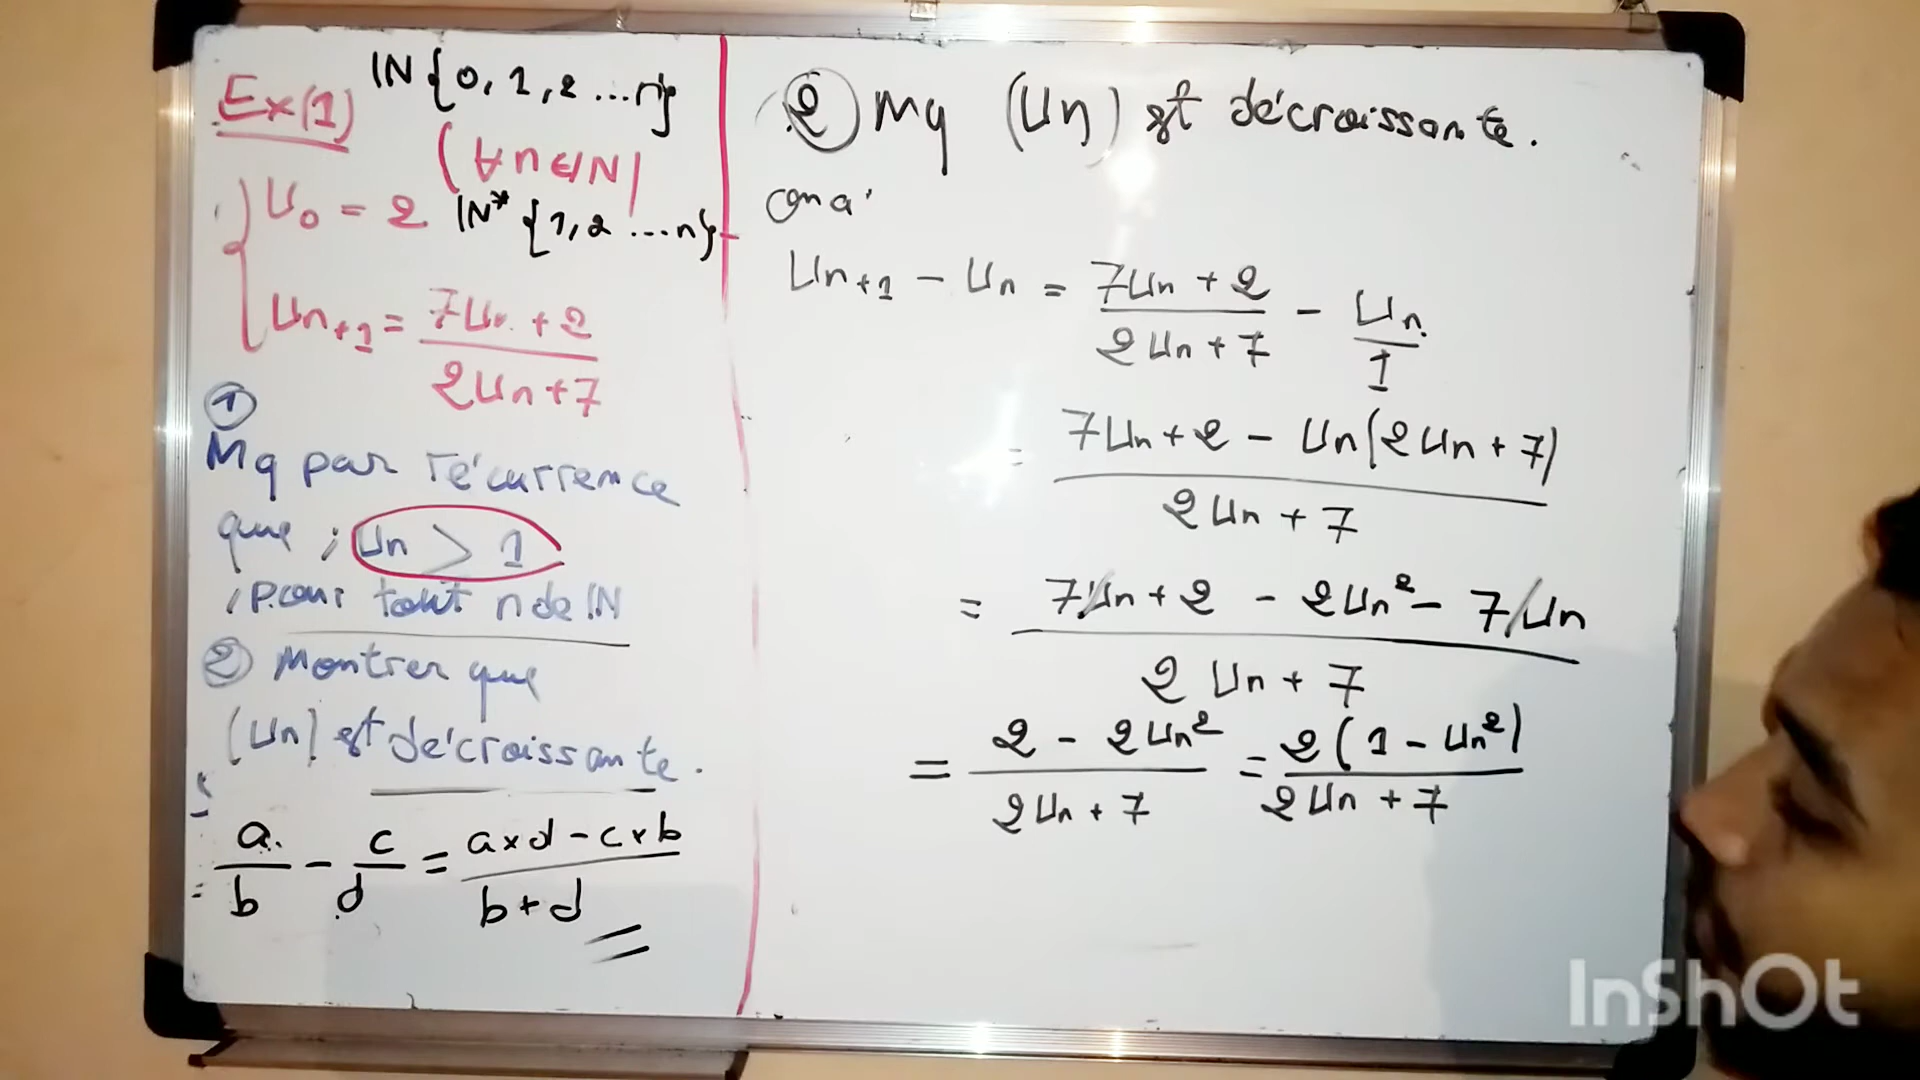 Ex(1) IN{0, 1, 2 ...n}
(∀n∈IN)
U₀ = 2 IN* {1, 2 ...n}
Un+1 = (7Un + 2)/(2Un + 7)
① Mq par récurrence
que ; Un > 1
, pour tout n de IN
② Montrer que
(Un) est décroissante.
a/b - c/d = (a×d - c×b)/(b+d)
② Mq (Un) est décroissante.
on a
Un+1 - Un = (7Un + 2)/(2Un + 7) - Un/1
= (7Un + 2 - Un(2Un + 7))/(2Un + 7)
= (7Un + 2 - 2Un² - 7Un)/(2Un + 7)
= (2 - 2Un²)/(2Un + 7) = 2(1 - Un²)/(2Un + 7)
InShOt